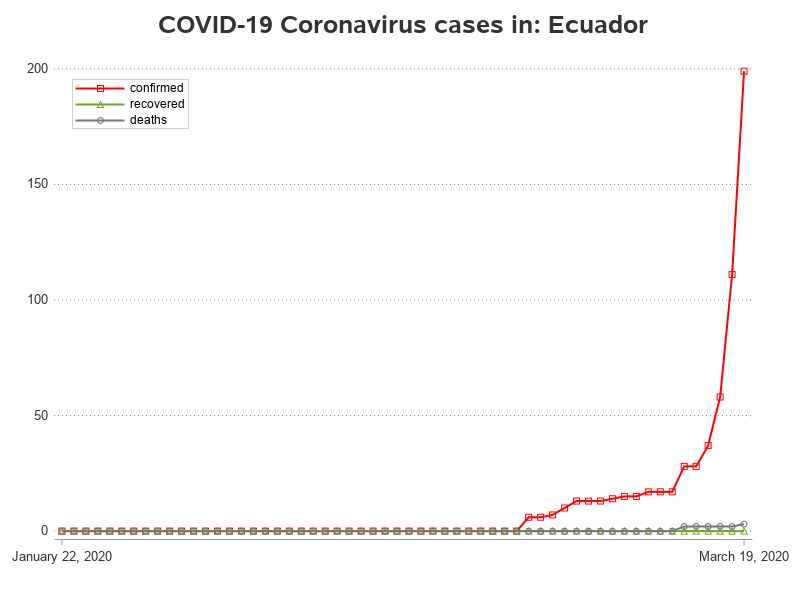 COVID-19 Coronavirus cases in: Ecuador
200
confirmed
recovered
deaths
150
100
50
0
January 22, 2020
March 19, 2020